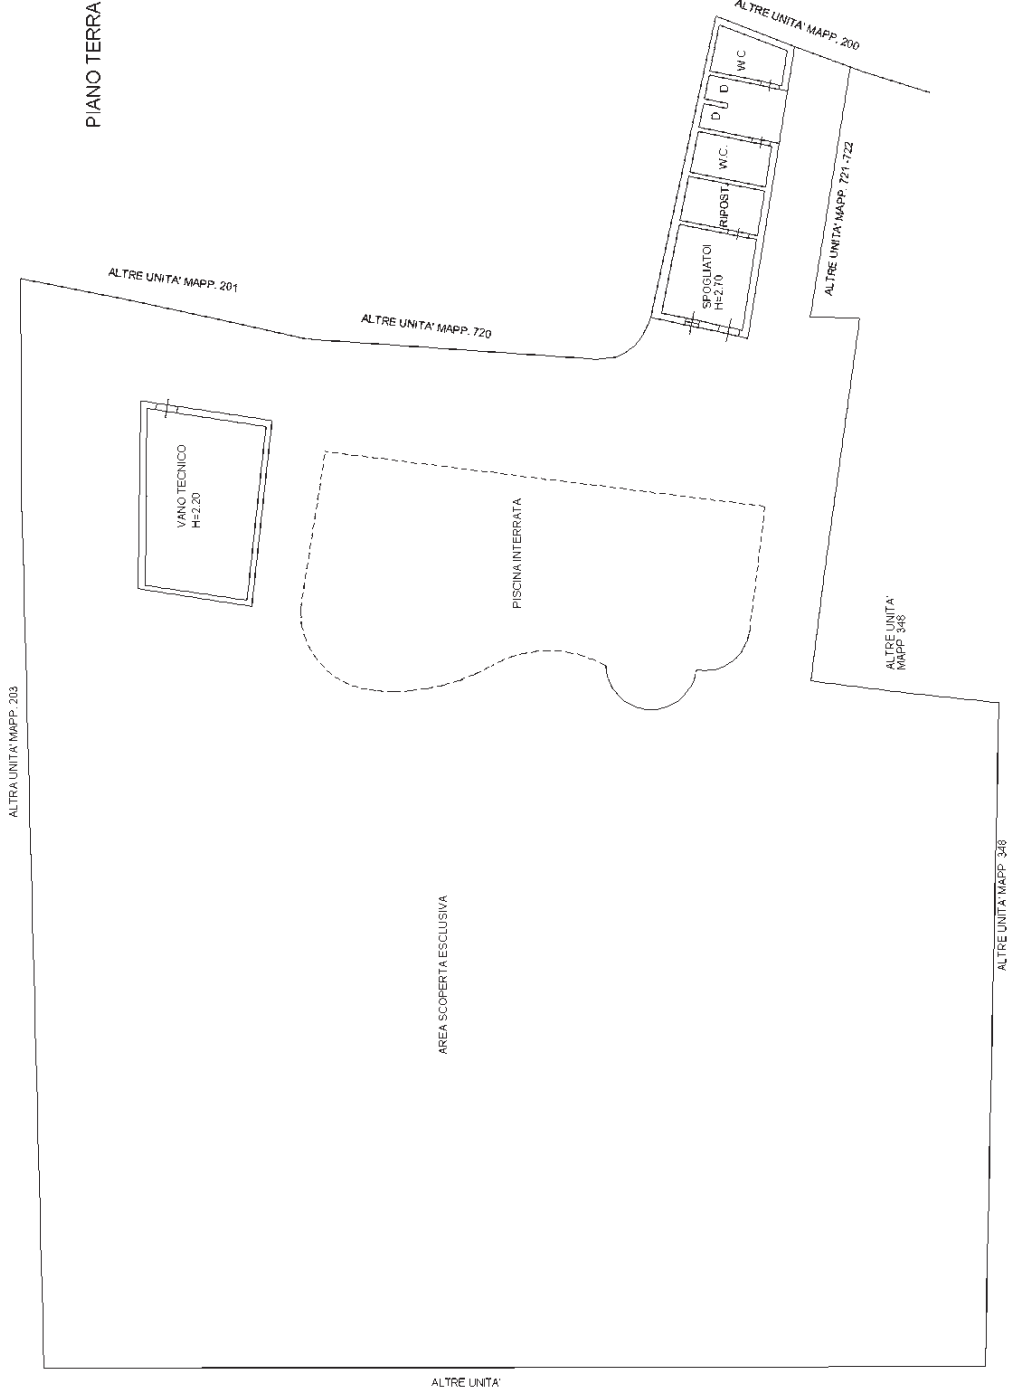 PIANO TERRA
ALTRE UNITA' MAPP. 200
W.C
D
D
W.C.
RIPOST.
SPOGLIATOI
H=2.70
ALTRE UNITA' MAPP. 721-722
ALTRE UNITA' MAPP. 201
ALTRE UNITA' MAPP. 720
VANO TECNICO
H=2.20
PISCINA INTERRATA
ALTRE UNITA'
MAPP. 348
ALTRA UNITA' MAPP. 203
AREA SCOPERTA ESCLUSIVA
ALTRE UNITA' MAPP. 348
ALTRE UNITA'